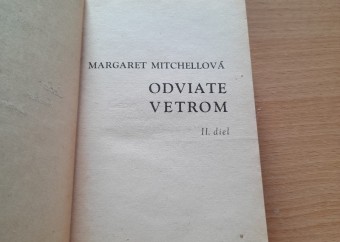 MARGARET MITCHELLOVÁ
ODVIATE
VETROM
II. diel